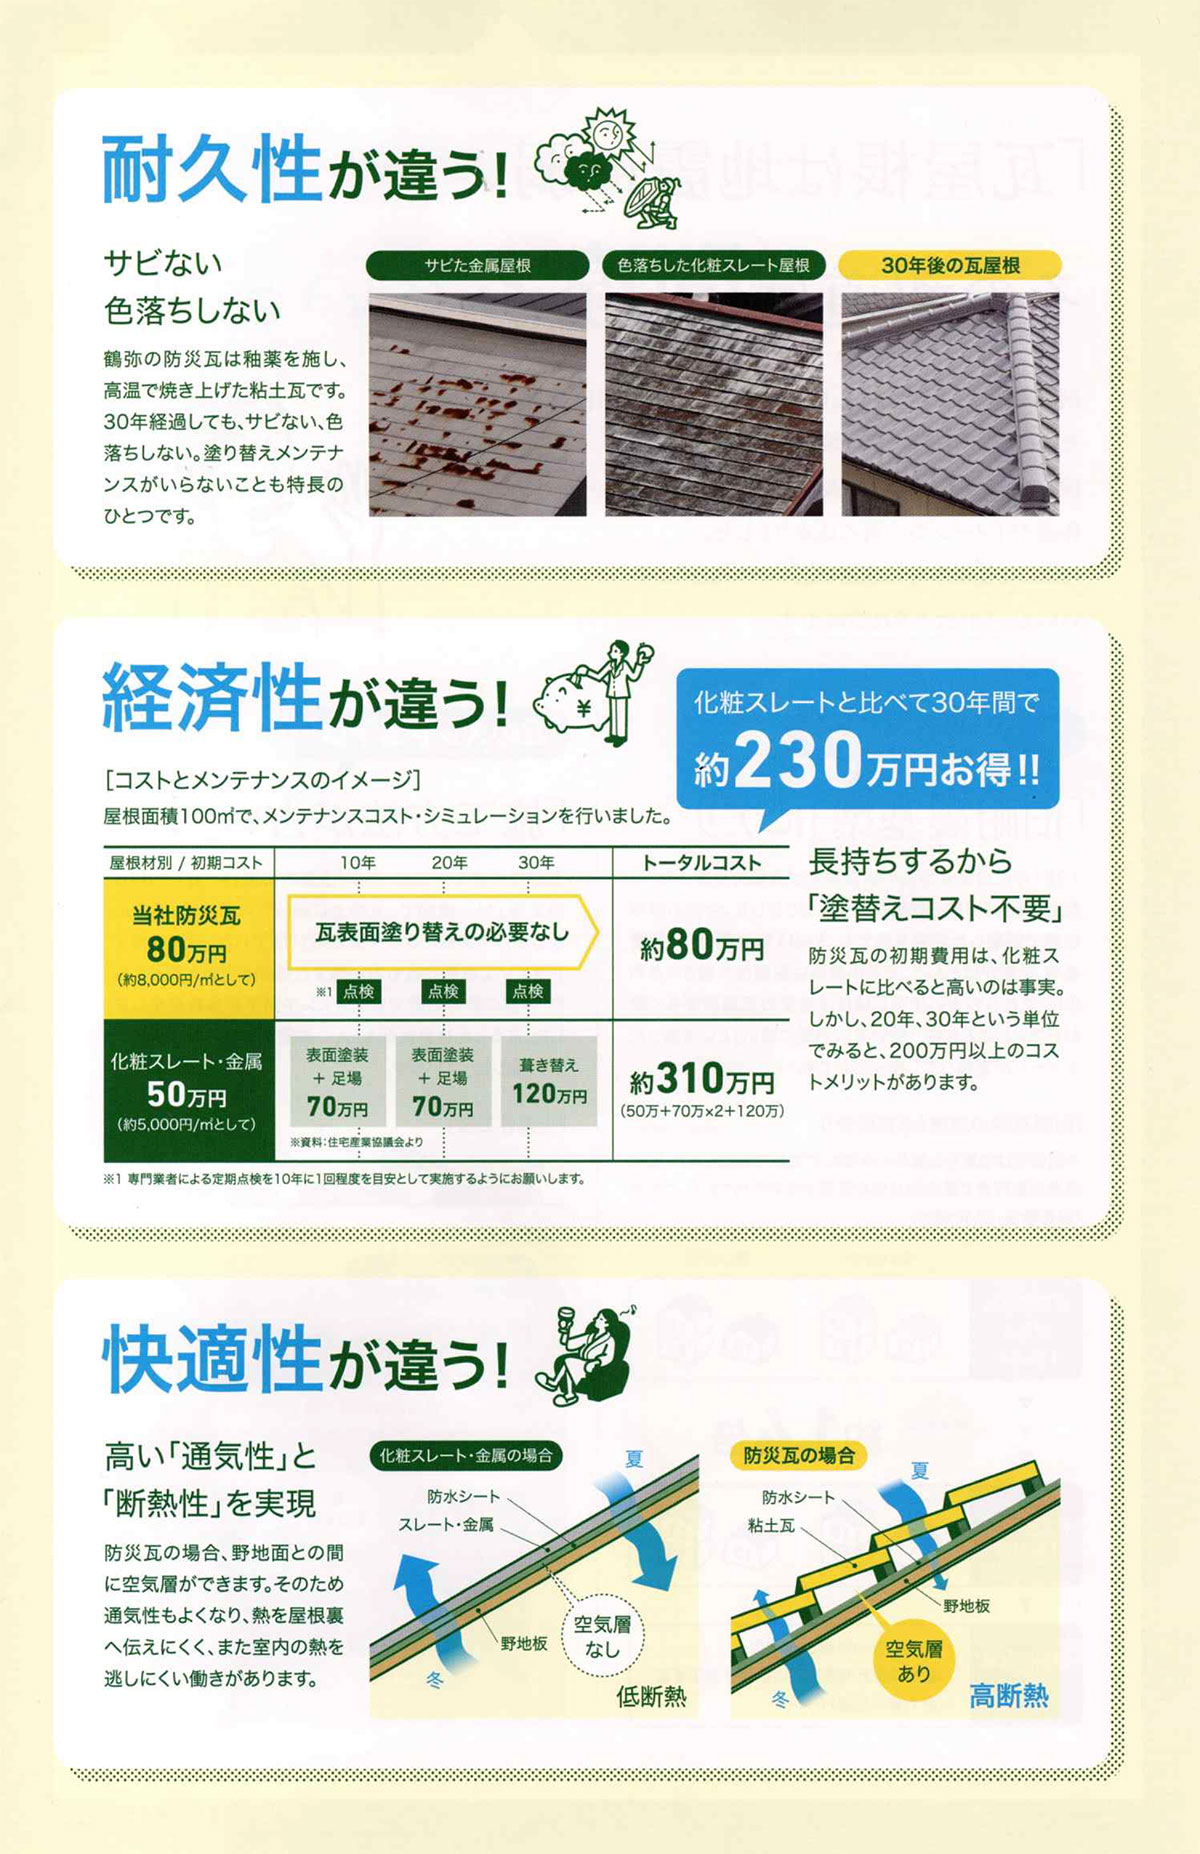 耐久性が違う!
サビない
色落ちしない
鶴弥の防災瓦は釉薬を施し、
高温で焼き上げた粘土瓦です。
30年経過しても、サビない、色
落ちしない。塗り替えメンテナ
ンスがいらないことも特長の
ひとつです。
サビた金属屋根
色落ちした化粧スレート屋根
30年後の瓦屋根
経済性が違う!
¥
化粧スレートと比べて30年間で
約230万円お得!!
[コストとメンテナンスのイメージ]
屋根面積100㎡で、メンテナンスコスト・シミュレーションを行いました。
屋根材別 / 初期コスト 10年 20年 30年 トータルコスト
当社防災瓦
80万円
(約8,000円/㎡として)
瓦表面塗り替えの必要なし
※1 点検 点検 点検
約80万円
化粧スレート・金属
50万円
(約5,000円/㎡として)
表面塗装
+ 足場
70万円
表面塗装
+ 足場
70万円
葺き替え
120万円
※資料:住宅産業協議会より
約310万円
(50万+70万×2+120万)
※1 専門業者による定期点検を10年に1回程度を目安として実施するようにお願いします。
長持ちするから
「塗替えコスト不要」
防災瓦の初期費用は、化粧ス
レートに比べると高いのは事実。
しかし、20年、30年という単位
でみると、200万円以上のコス
トメリットがあります。
快適性が違う!
高い「通気性」と
「断熱性」を実現
防災瓦の場合、野地面との間
に空気層ができます。そのため
通気性もよくなり、熱を屋根裏
へ伝えにくく、また室内の熱を
逃しにくい働きがあります。
化粧スレート・金属の場合
夏
防水シート
スレート・金属
野地板
空気層
なし
冬
低断熱
防災瓦の場合
夏
防水シート
粘土瓦
野地板
空気層
あり
冬
高断熱